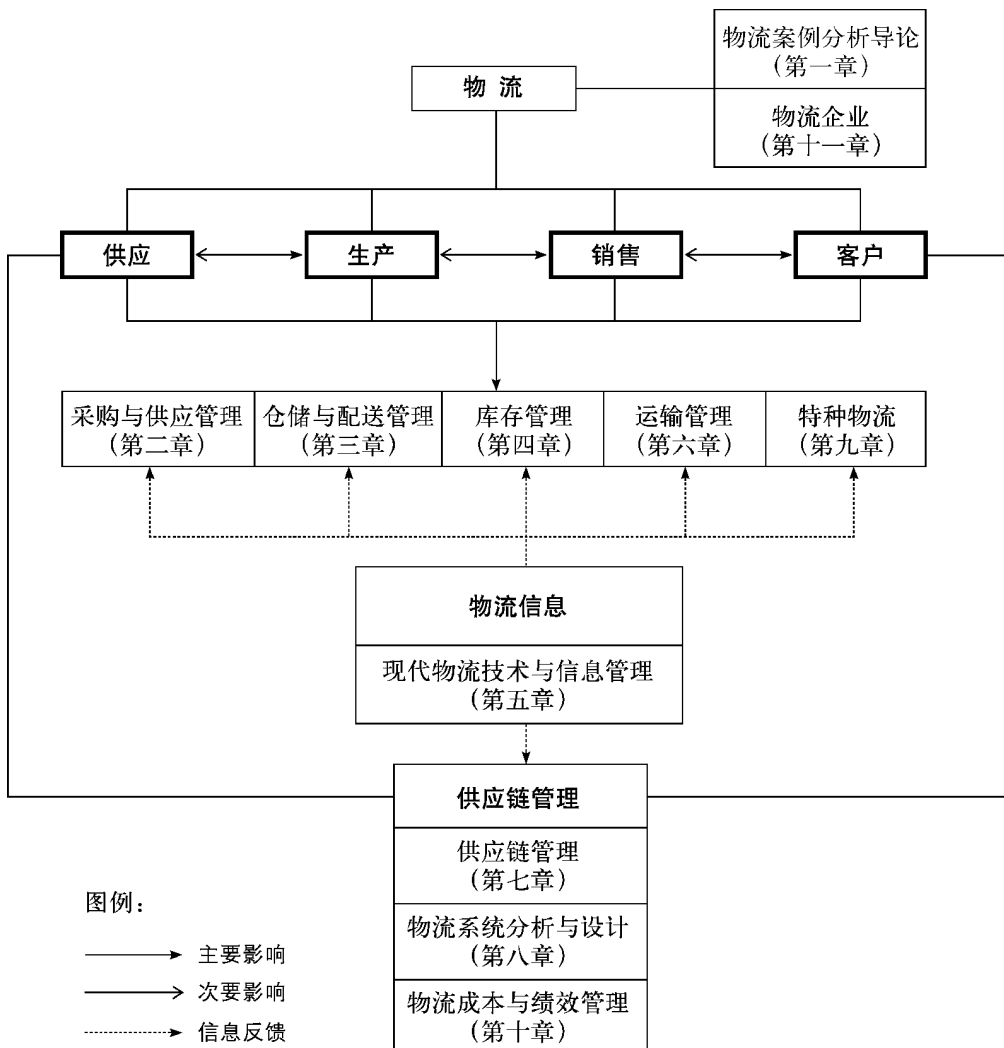 物流案例分析导论
（第一章）
物 流
物流企业
（第十一章）
供应
生产
销售
客户
采购与供应管理
（第二章）
仓储与配送管理
（第三章）
库存管理
（第四章）
运输管理
（第六章）
特种物流
（第九章）
物流信息
现代物流技术与信息管理
（第五章）
供应链管理
供应链管理
（第七章）
物流系统分析与设计
（第八章）
物流成本与绩效管理
（第十章）
图例：
主要影响
次要影响
信息反馈